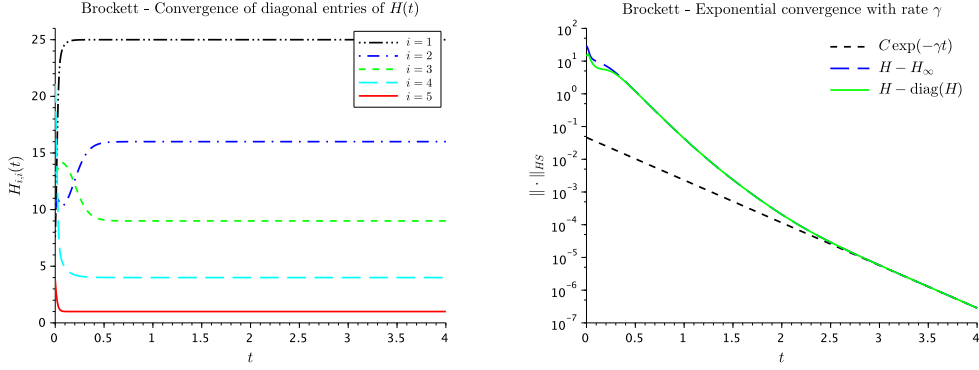 Brockett - Convergence of diagonal entries of H(t)
H_{i,i}(t)
25
20
15
10
5
0
0 0.5 1 1.5 2 2.5 3 3.5 4
t
i = 1
i = 2
i = 3
i = 4
i = 5
Brockett - Exponential convergence with rate γ
‖ · ‖_{HS}
10^2
10^1
10^0
10^{-1}
10^{-2}
10^{-3}
10^{-4}
10^{-5}
10^{-6}
10^{-7}
0 0.5 1 1.5 2 2.5 3 3.5 4
t
C exp(−γt)
H − H_∞
H − diag(H)